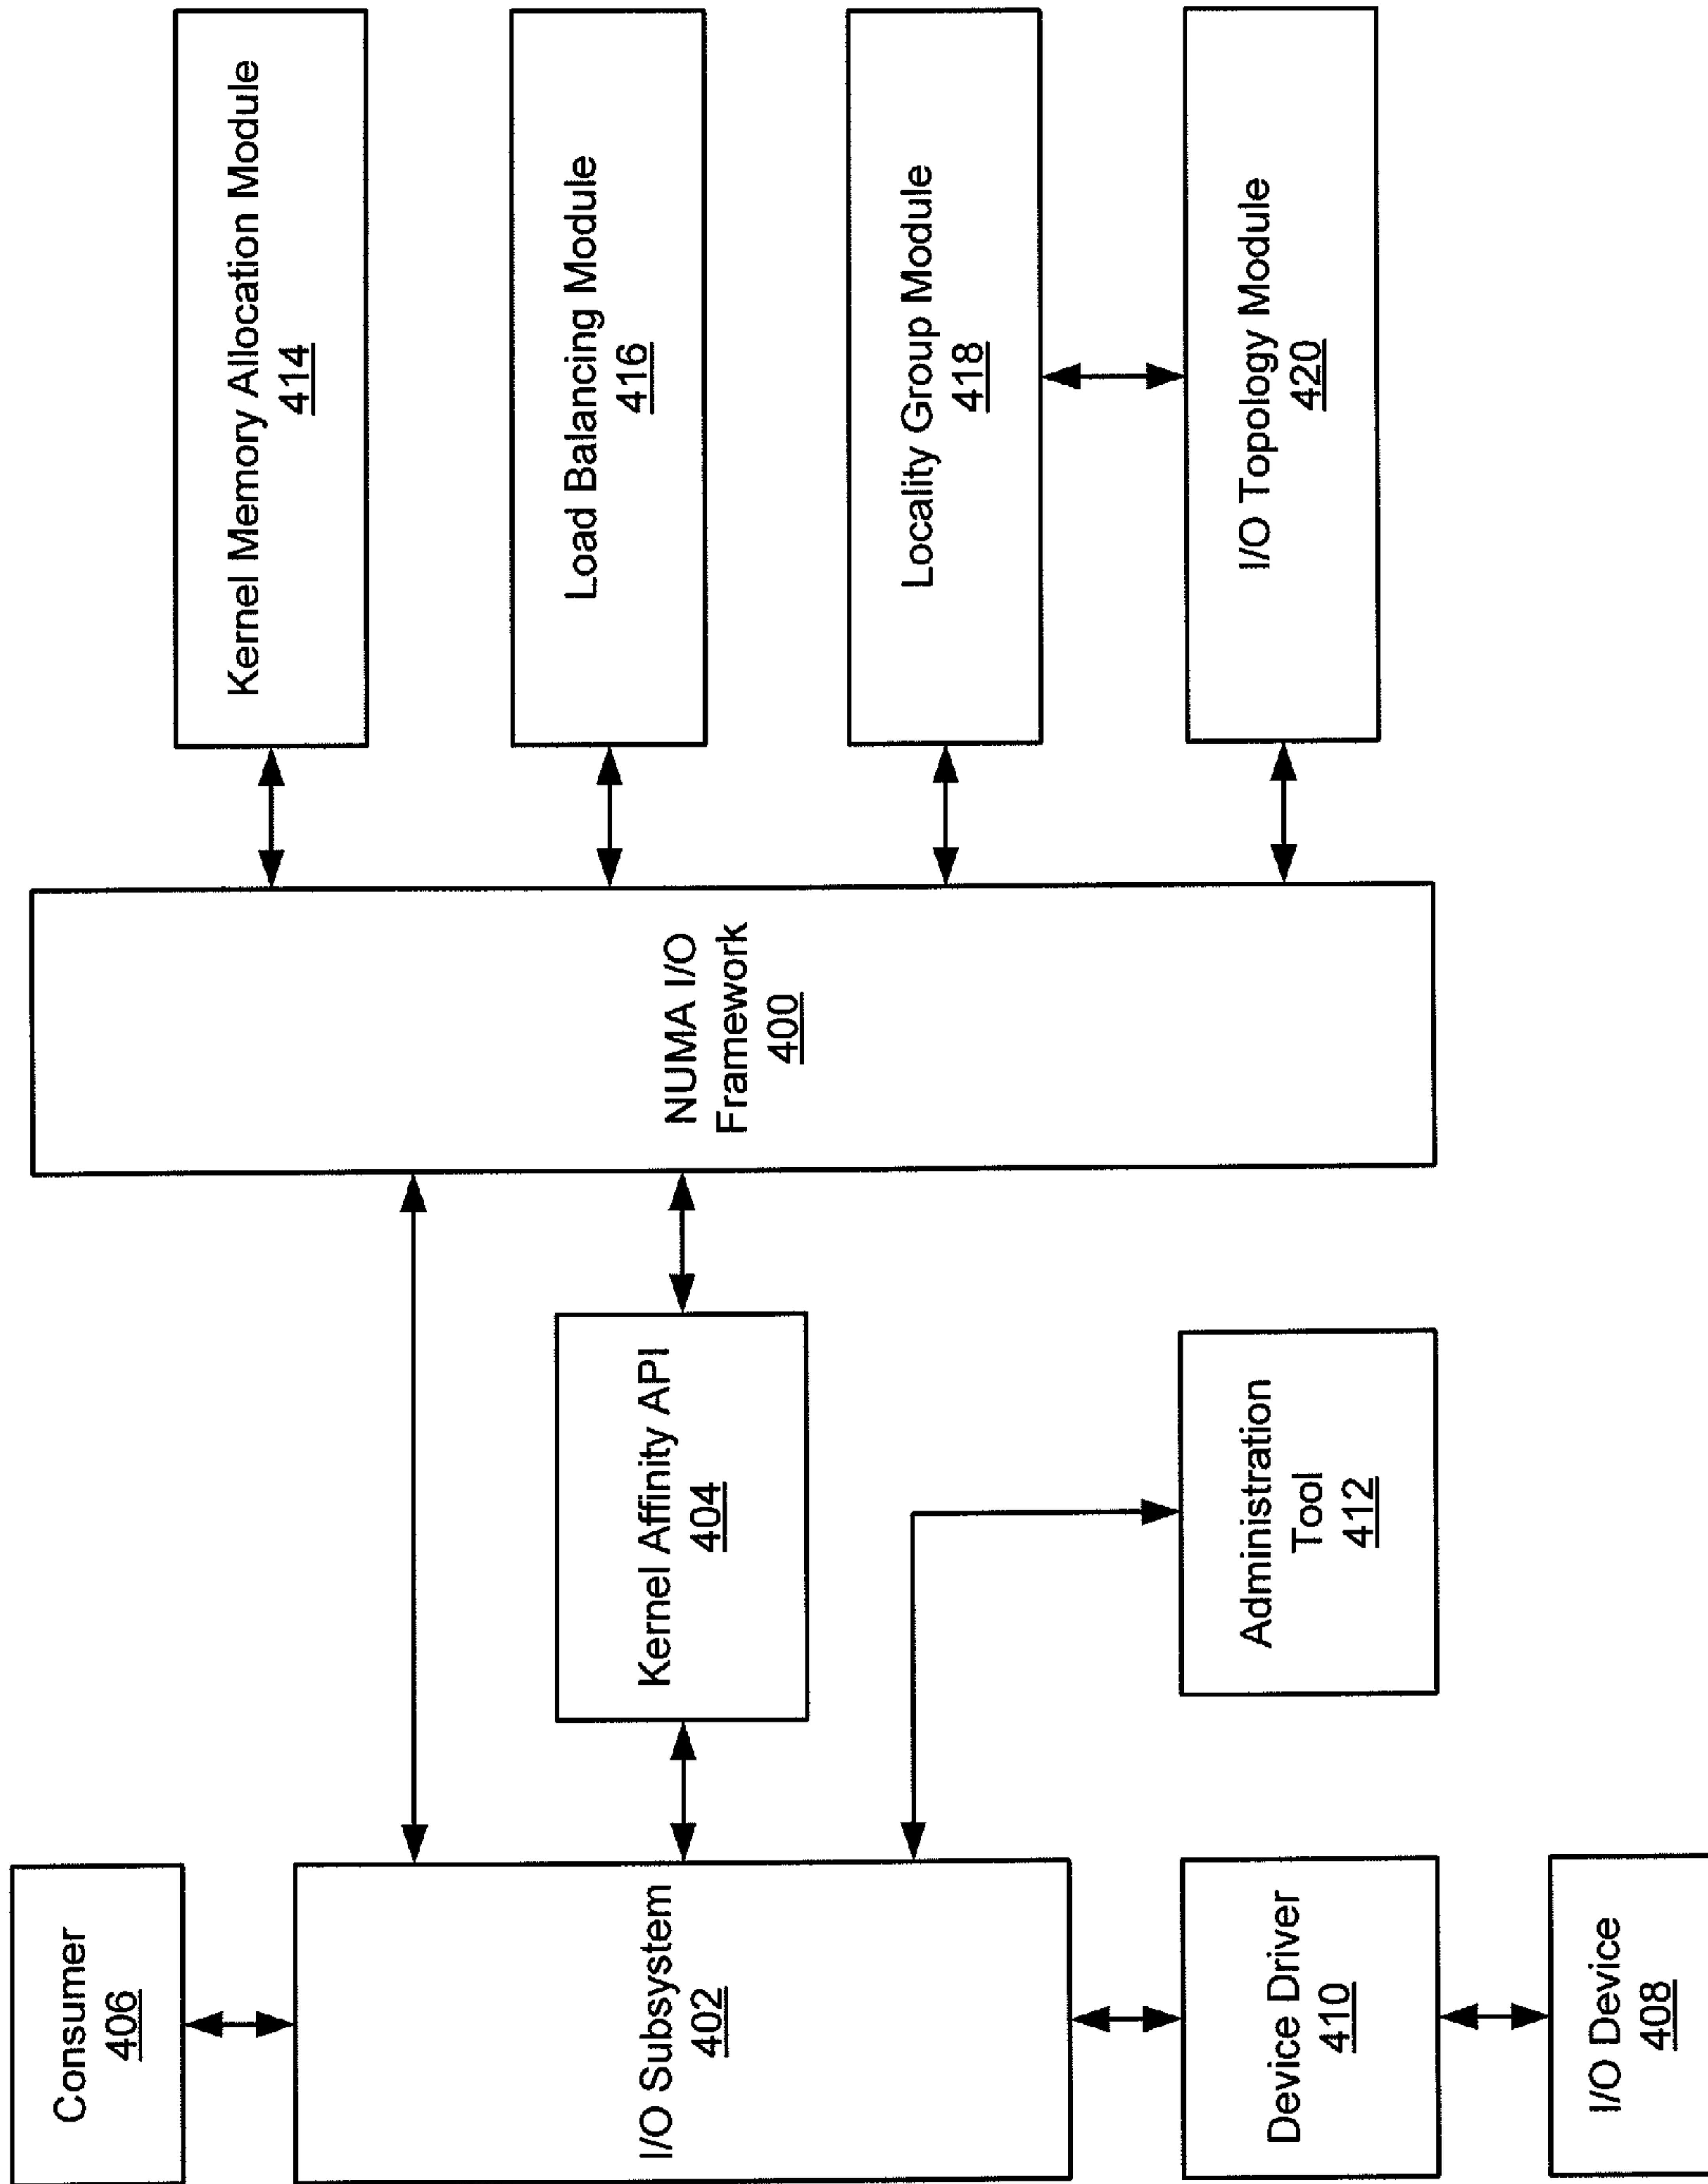 Consumer
406
I/O Subsystem
402
Device Driver
410
I/O Device
408
Kernel Affinity API
404
Administration
Tool
412
NUMA I/O
Framework
400
Kernel Memory Allocation Module
414
Load Balancing Module
416
Locality Group Module
418
I/O Topology Module
420